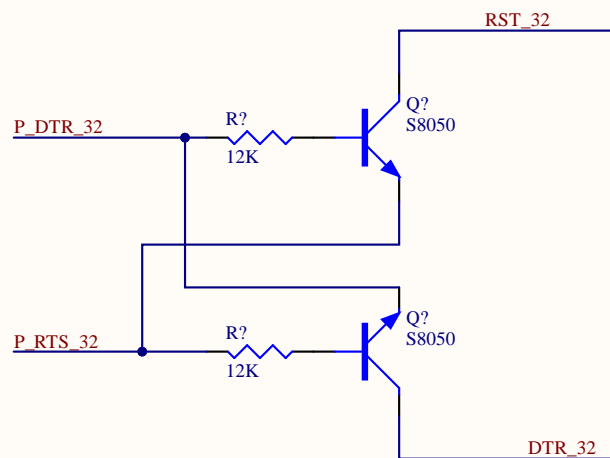 RST_32
Q?
S8050
P_DTR_32
R?
12K
Q?
S8050
P_RTS_32
R?
12K
DTR_32